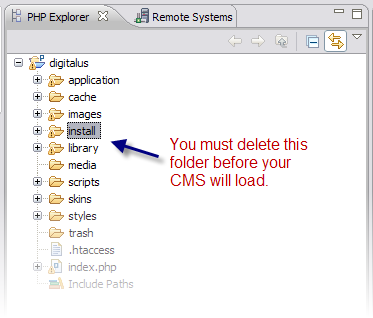 PHP Explorer
Remote Systems
digitalus
application
cache
images
install
library
media
scripts
skins
styles
trash
.htaccess
index.php
Include Paths
You must delete this
folder before your
CMS will load.